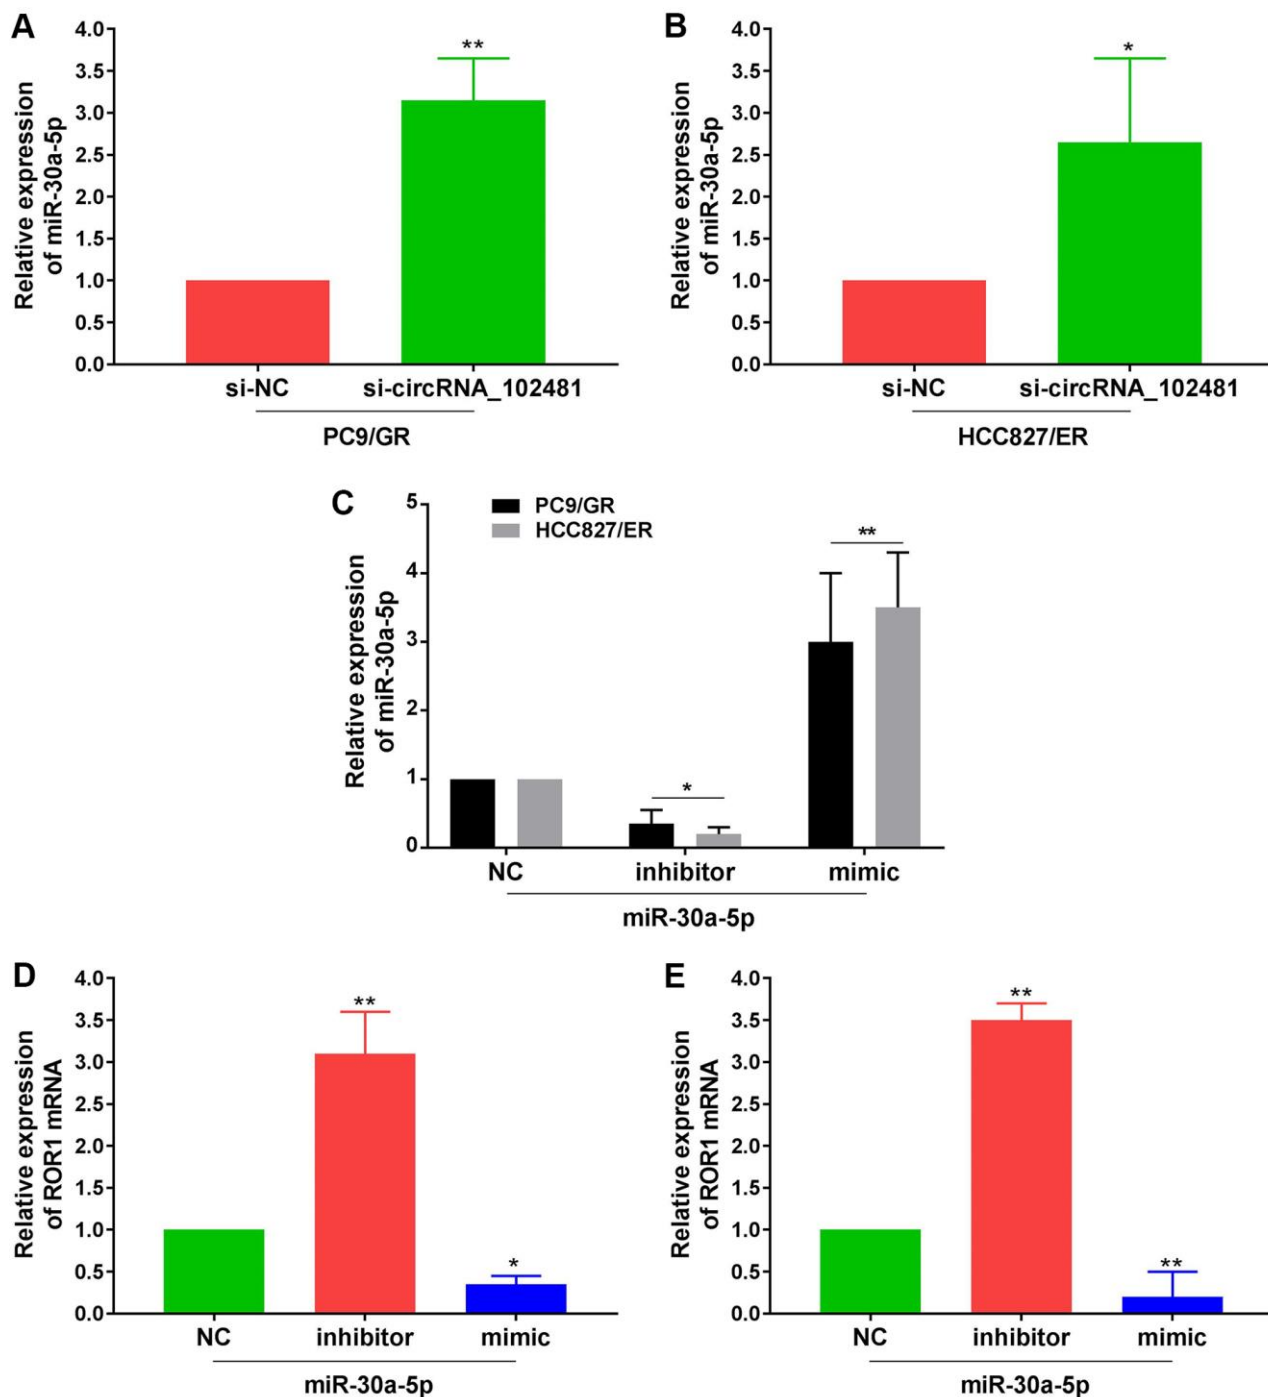 A
Relative expression
of miR-30a-5p
4.0
3.5
3.0
2.5
2.0
1.5
1.0
0.5
0.0
**
si-NC
si-circRNA_102481
PC9/GR
B
Relative expression
of miR-30a-5p
4.0
3.5
3.0
2.5
2.0
1.5
1.0
0.5
0.0
*
si-NC
si-circRNA_102481
HCC827/ER
C
Relative expression
of miR-30a-5p
5
4
3
2
1
0
PC9/GR
HCC827/ER
*
**
NC
inhibitor
mimic
miR-30a-5p
D
Relative expression
of ROR1 mRNA
4.0
3.5
3.0
2.5
2.0
1.5
1.0
0.5
0.0
**
*
NC
inhibitor
mimic
miR-30a-5p
E
Relative expression
of ROR1 mRNA
4.0
3.5
3.0
2.5
2.0
1.5
1.0
0.5
0.0
**
**
NC
inhibitor
mimic
miR-30a-5p